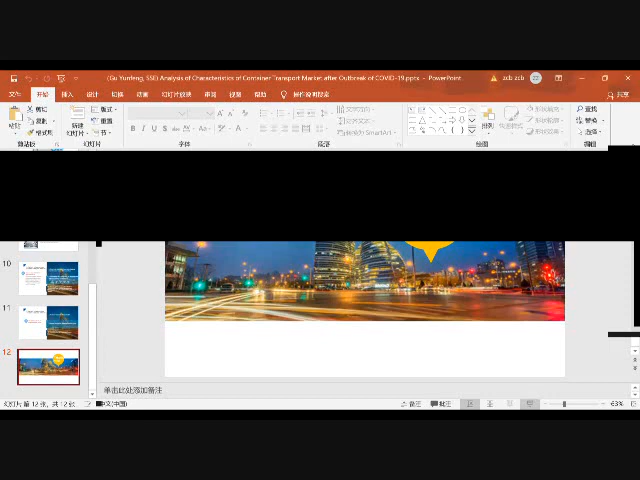 (Gu Yunfeng, SSE) Analysis of Characteristics of Container Transport Market after Outbreak of COVID-19.pptx - PowerPoint
zcb zcb
文件 开始 插入 设计 切换 动画 幻灯片放映 审阅 视图 帮助 操作说明搜索 共享
粘贴 剪切 复制 格式刷
新建 幻灯片 版式 重置 节
B I U S
文字方向 对齐文本 转换为 SmartArt
排列 快速样式 形状填充 形状轮廓 形状效果
查找 替换 选择
剪贴板 幻灯片 字体 段落 绘图 编辑
10
11
12
单击此处添加备注
幻灯片 第 12 张，共 12 张 中文(中国) 备注 批注 63%